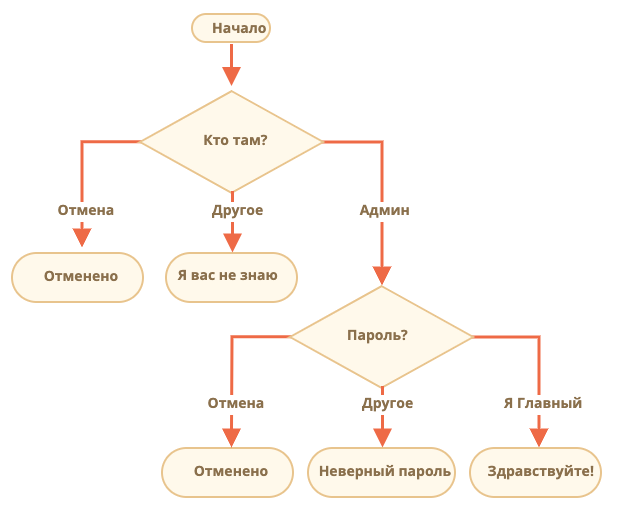 Начало
Кто там?
Отмена
Другое
Админ
Отменено
Я вас не знаю
Пароль?
Отмена
Другое
Я Главный
Отменено
Неверный пароль
Здравствуйте!